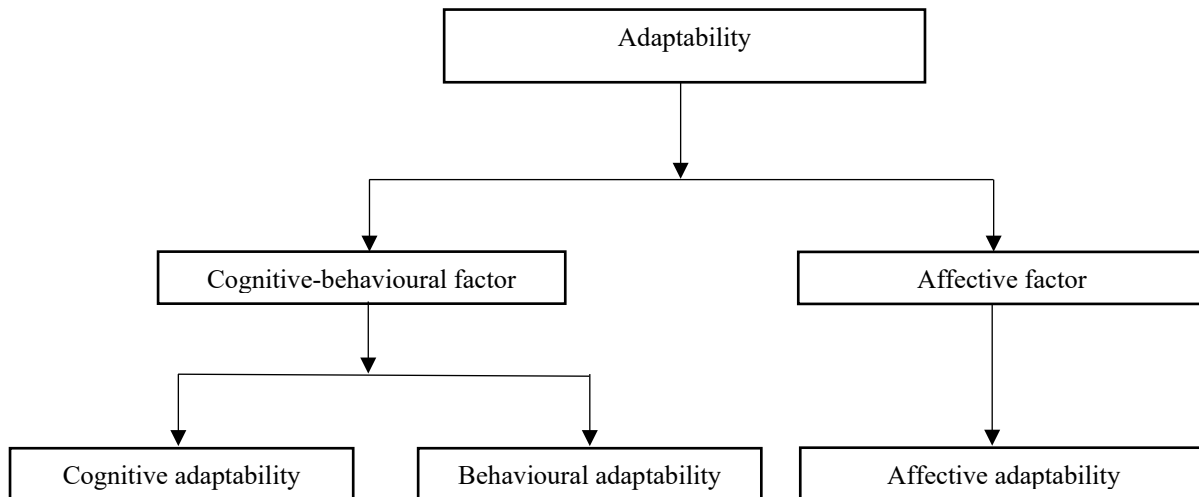 Adaptability
Cognitive-behavioural factor
Affective factor
Cognitive adaptability
Behavioural adaptability
Affective adaptability